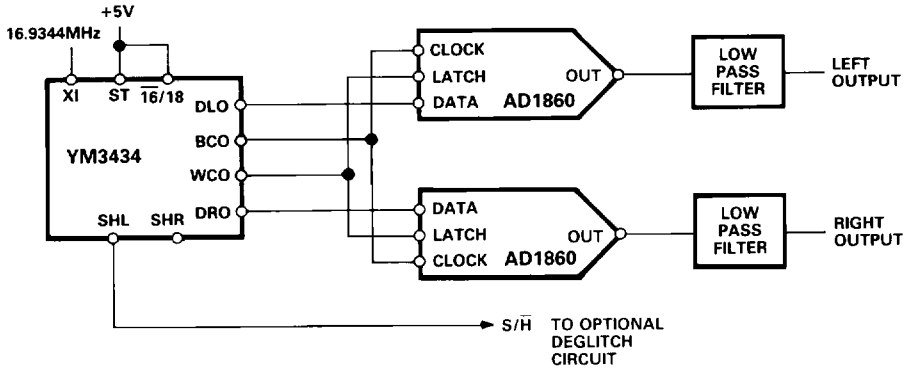 +5V
16.9344MHz
XI ST 16/18
YM3434
DLO
BCO
WCO
DRO
SHL SHR
CLOCK
LATCH
DATA
OUT
AD1860
LOW
PASS
FILTER
LEFT
OUTPUT
DATA
LATCH
CLOCK
OUT
AD1860
LOW
PASS
FILTER
RIGHT
OUTPUT
S/H̅ TO OPTIONAL
DEGLITCH
CIRCUIT